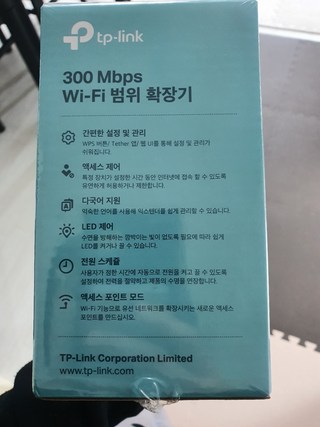 tp-link
300 Mbps
Wi-Fi 범위 확장기
간편한 설정 및 관리
WPS 버튼/ Tether 앱/ 웹 UI를 통해 설정 및 관리가
쉬워집니다.
액세스 제어
특정 장치가 설정한 시간 동안 인터넷에 접속 할 수 있도록
유연하게 허용하거나 제한합니다.
다국어 지원
익숙한 언어를 사용해 익스텐더를 쉽게 관리할 수 있습니다.
LED 제어
수면을 방해하는 깜박이는 빛이 없도록 필요에 따라 쉽게
LED를 켜거나 끌 수 있습니다.
전원 스케줄
사용자가 정한 시간에 자동으로 전원을 켜고 끌 수 있도록
설정하여 전력을 절약하고 제품의 수명을 연장합니다.
액세스 포인트 모드
Wi-Fi 기능으로 유선 네트워크를 확장시키는 새로운 액세스
포인트를 만드십시오.
TP-Link Corporation Limited
www.tp-link.com